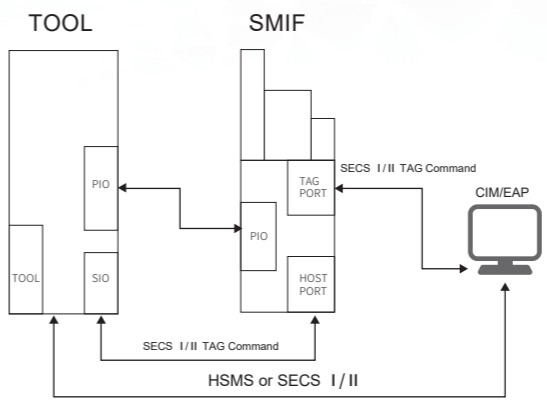 TOOL
SMIF
SECS I/II TAG Command
CIM/EAP
PIO
TAG
PORT
PIO
TOOL
SIO
HOST
PORT
SECS I/II TAG Command
HSMS or SECS I/II